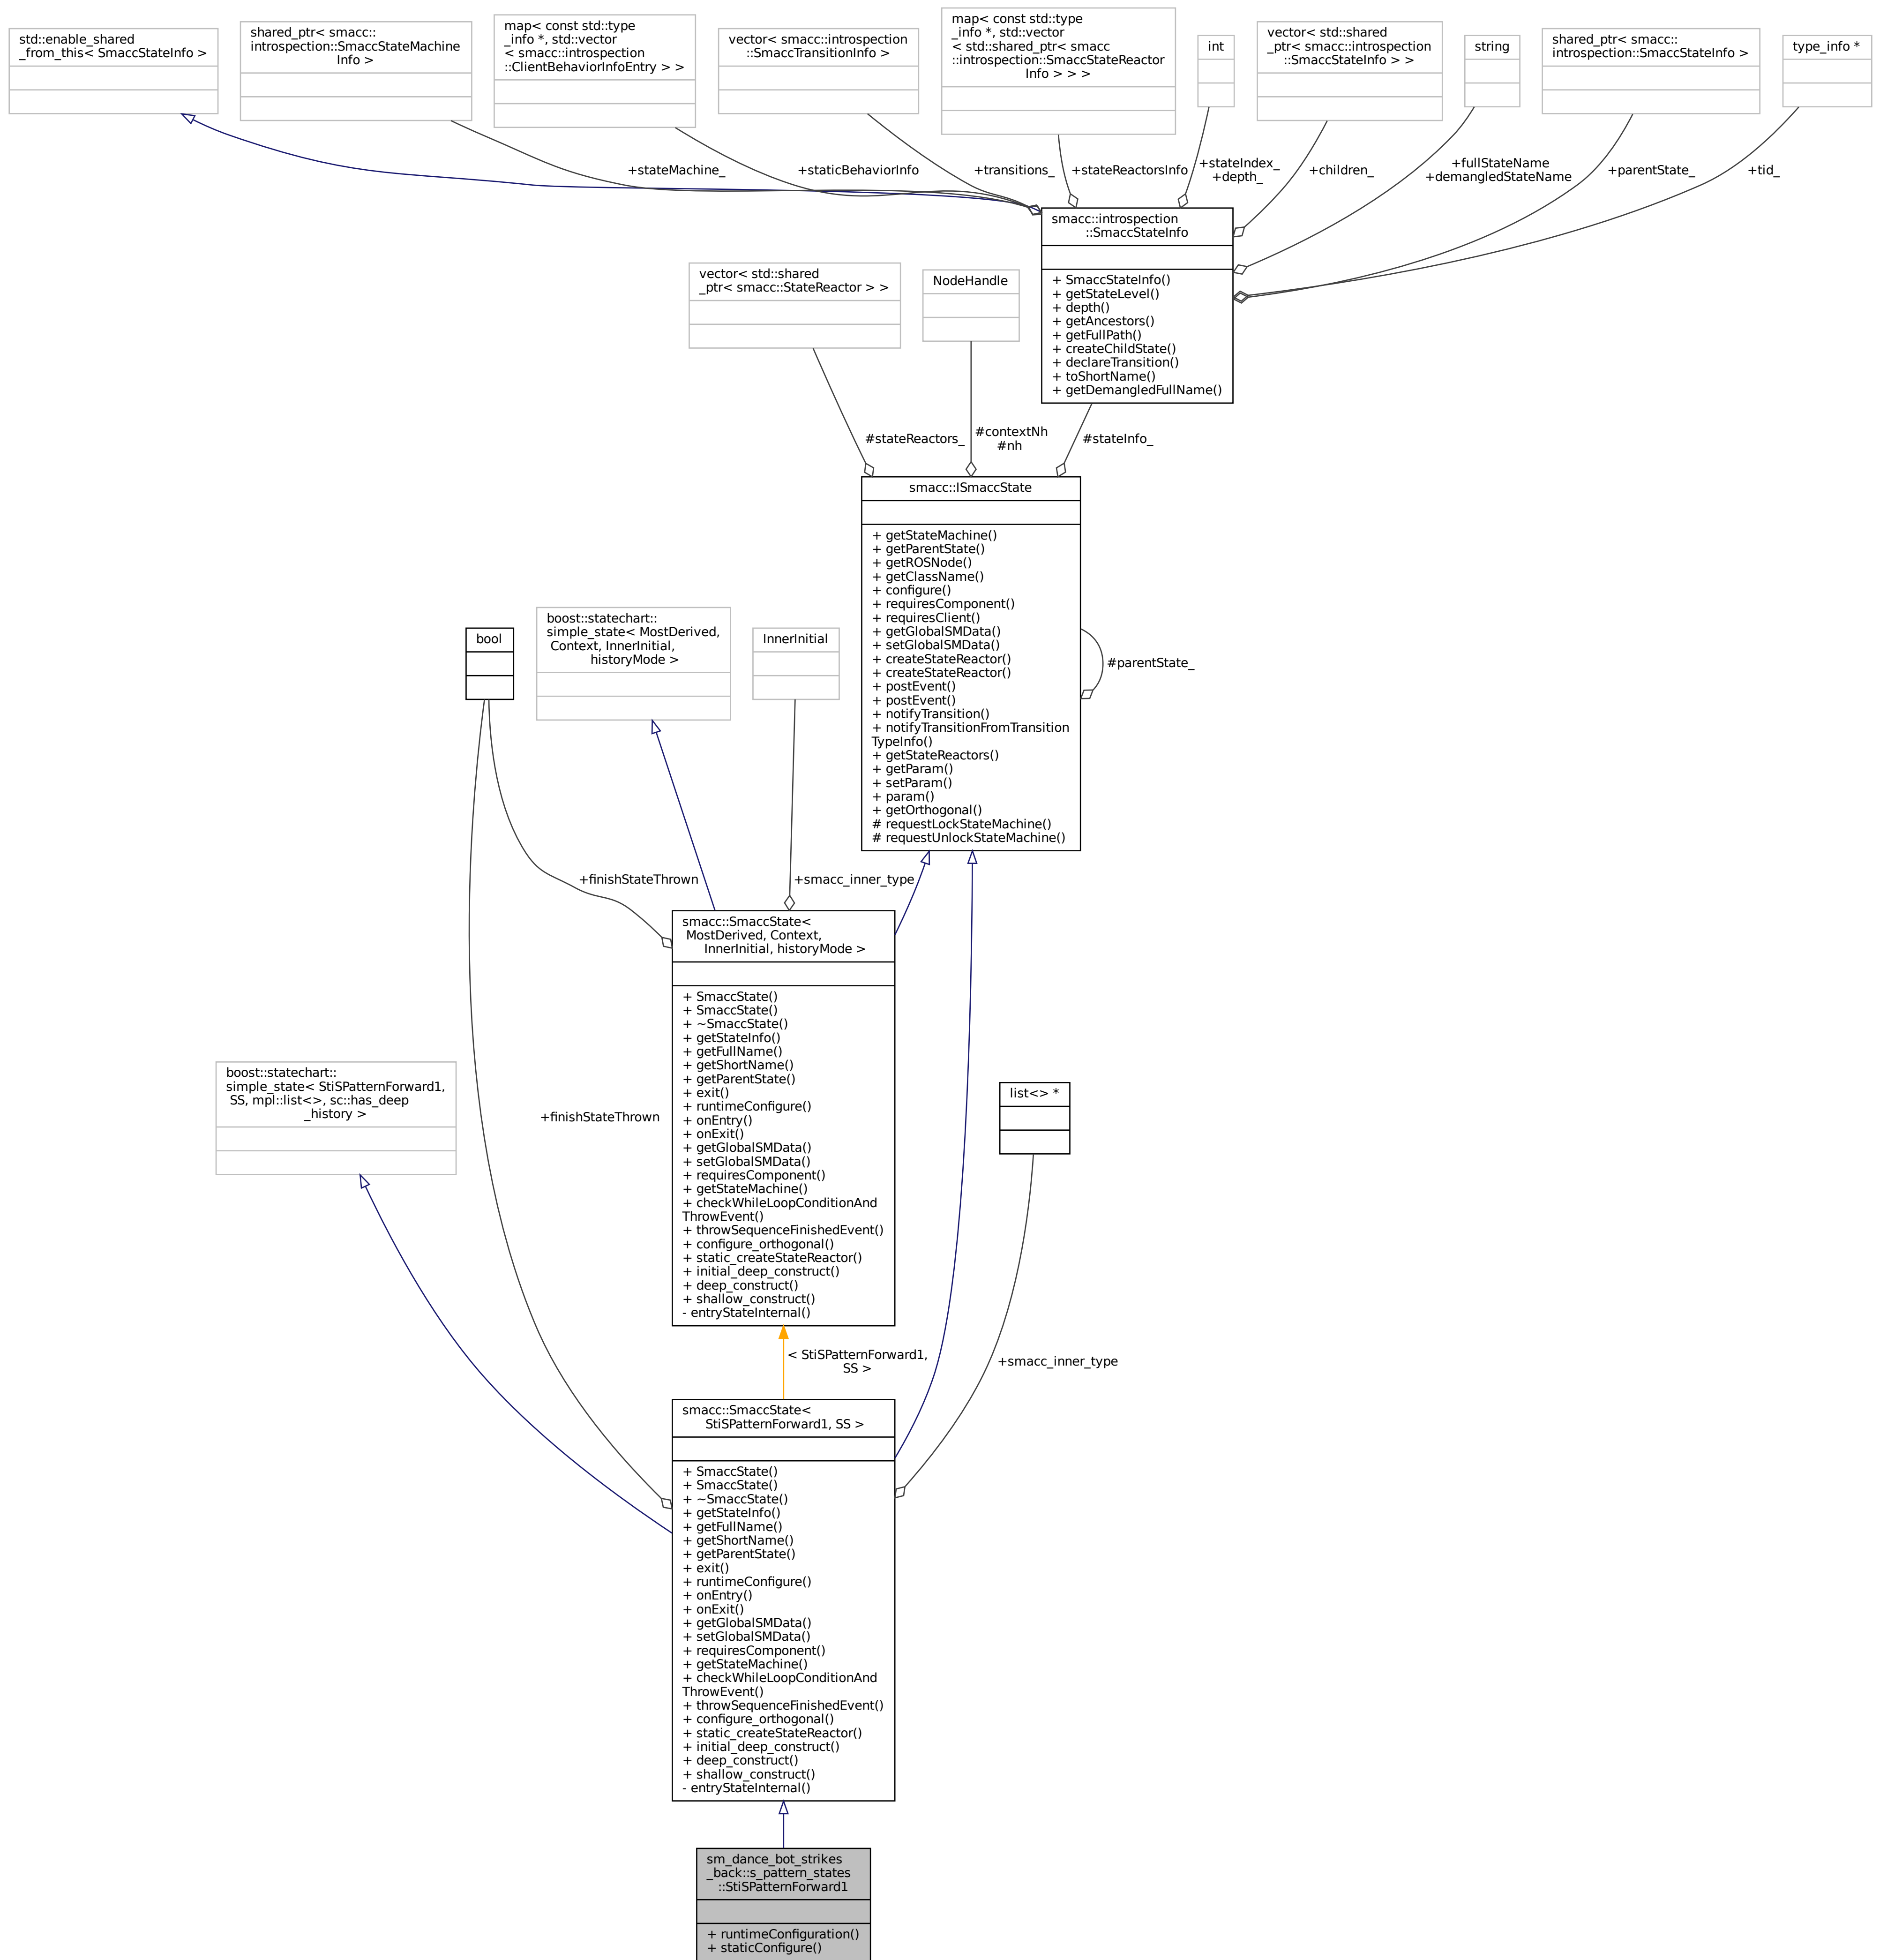 std::enable_shared
_from_this< SmaccStateInfo >
shared_ptr< smacc::
introspection::SmaccStateMachine
Info >
map< const std::type
_info *, std::vector
< smacc::introspection
::ClientBehaviorInfoEntry > >
vector< smacc::introspection
::SmaccTransitionInfo >
map< const std::type
_info *, std::vector
< std::shared_ptr< smacc
::introspection::SmaccStateReactor
Info > > >
int
vector< std::shared
_ptr< smacc::introspection
::SmaccStateInfo > >
string
shared_ptr< smacc::
introspection::SmaccStateInfo >
type_info *
+stateMachine_
+staticBehaviorInfo
+transitions_
+stateReactorsInfo
+stateIndex_
+depth_
+children_
+fullStateName
+demangledStateName
+parentState_
+tid_
smacc::introspection
::SmaccStateInfo
+ SmaccStateInfo()
+ getStateLevel()
+ depth()
+ getAncestors()
+ getFullPath()
+ createChildState()
+ declareTransition()
+ toShortName()
+ getDemangledFullName()
vector< std::shared
_ptr< smacc::StateReactor > >
NodeHandle
#stateReactors_
#contextNh
#nh
#stateInfo_
smacc::ISmaccState
+ getStateMachine()
+ getParentState()
+ getROSNode()
+ getClassName()
+ configure()
+ requiresComponent()
+ requiresClient()
+ getGlobalSMData()
+ setGlobalSMData()
+ createStateReactor()
+ createStateReactor()
+ postEvent()
+ postEvent()
+ notifyTransition()
+ notifyTransitionFromTransition
TypeInfo()
+ getStateReactors()
+ getParam()
+ setParam()
+ param()
+ getOrthogonal()
# requestLockStateMachine()
# requestUnlockStateMachine()
#parentState_
bool
boost::statechart::
simple_state< MostDerived,
Context, InnerInitial,
historyMode >
InnerInitial
+finishStateThrown
+smacc_inner_type
smacc::SmaccState<
MostDerived, Context,
InnerInitial, historyMode >
+ SmaccState()
+ SmaccState()
+ ~SmaccState()
+ getStateInfo()
+ getFullName()
+ getShortName()
+ getParentState()
+ exit()
+ runtimeConfigure()
+ onEntry()
+ onExit()
+ getGlobalSMData()
+ setGlobalSMData()
+ requiresComponent()
+ getStateMachine()
+ checkWhileLoopConditionAnd
ThrowEvent()
+ throwSequenceFinishedEvent()
+ configure_orthogonal()
+ static_createStateReactor()
+ initial_deep_construct()
+ deep_construct()
+ shallow_construct()
- entryStateInternal()
boost::statechart::
simple_state< StiSPatternForward1,
SS, mpl::list<>, sc::has_deep
_history >
+finishStateThrown
list<> *
< StiSPatternForward1,
SS >
+smacc_inner_type
smacc::SmaccState<
StiSPatternForward1, SS >
+ SmaccState()
+ SmaccState()
+ ~SmaccState()
+ getStateInfo()
+ getFullName()
+ getShortName()
+ getParentState()
+ exit()
+ runtimeConfigure()
+ onEntry()
+ onExit()
+ getGlobalSMData()
+ setGlobalSMData()
+ requiresComponent()
+ getStateMachine()
+ checkWhileLoopConditionAnd
ThrowEvent()
+ throwSequenceFinishedEvent()
+ configure_orthogonal()
+ static_createStateReactor()
+ initial_deep_construct()
+ deep_construct()
+ shallow_construct()
- entryStateInternal()
sm_dance_bot_strikes
_back::s_pattern_states
::StiSPatternForward1
+ runtimeConfiguration()
+ staticConfigure()